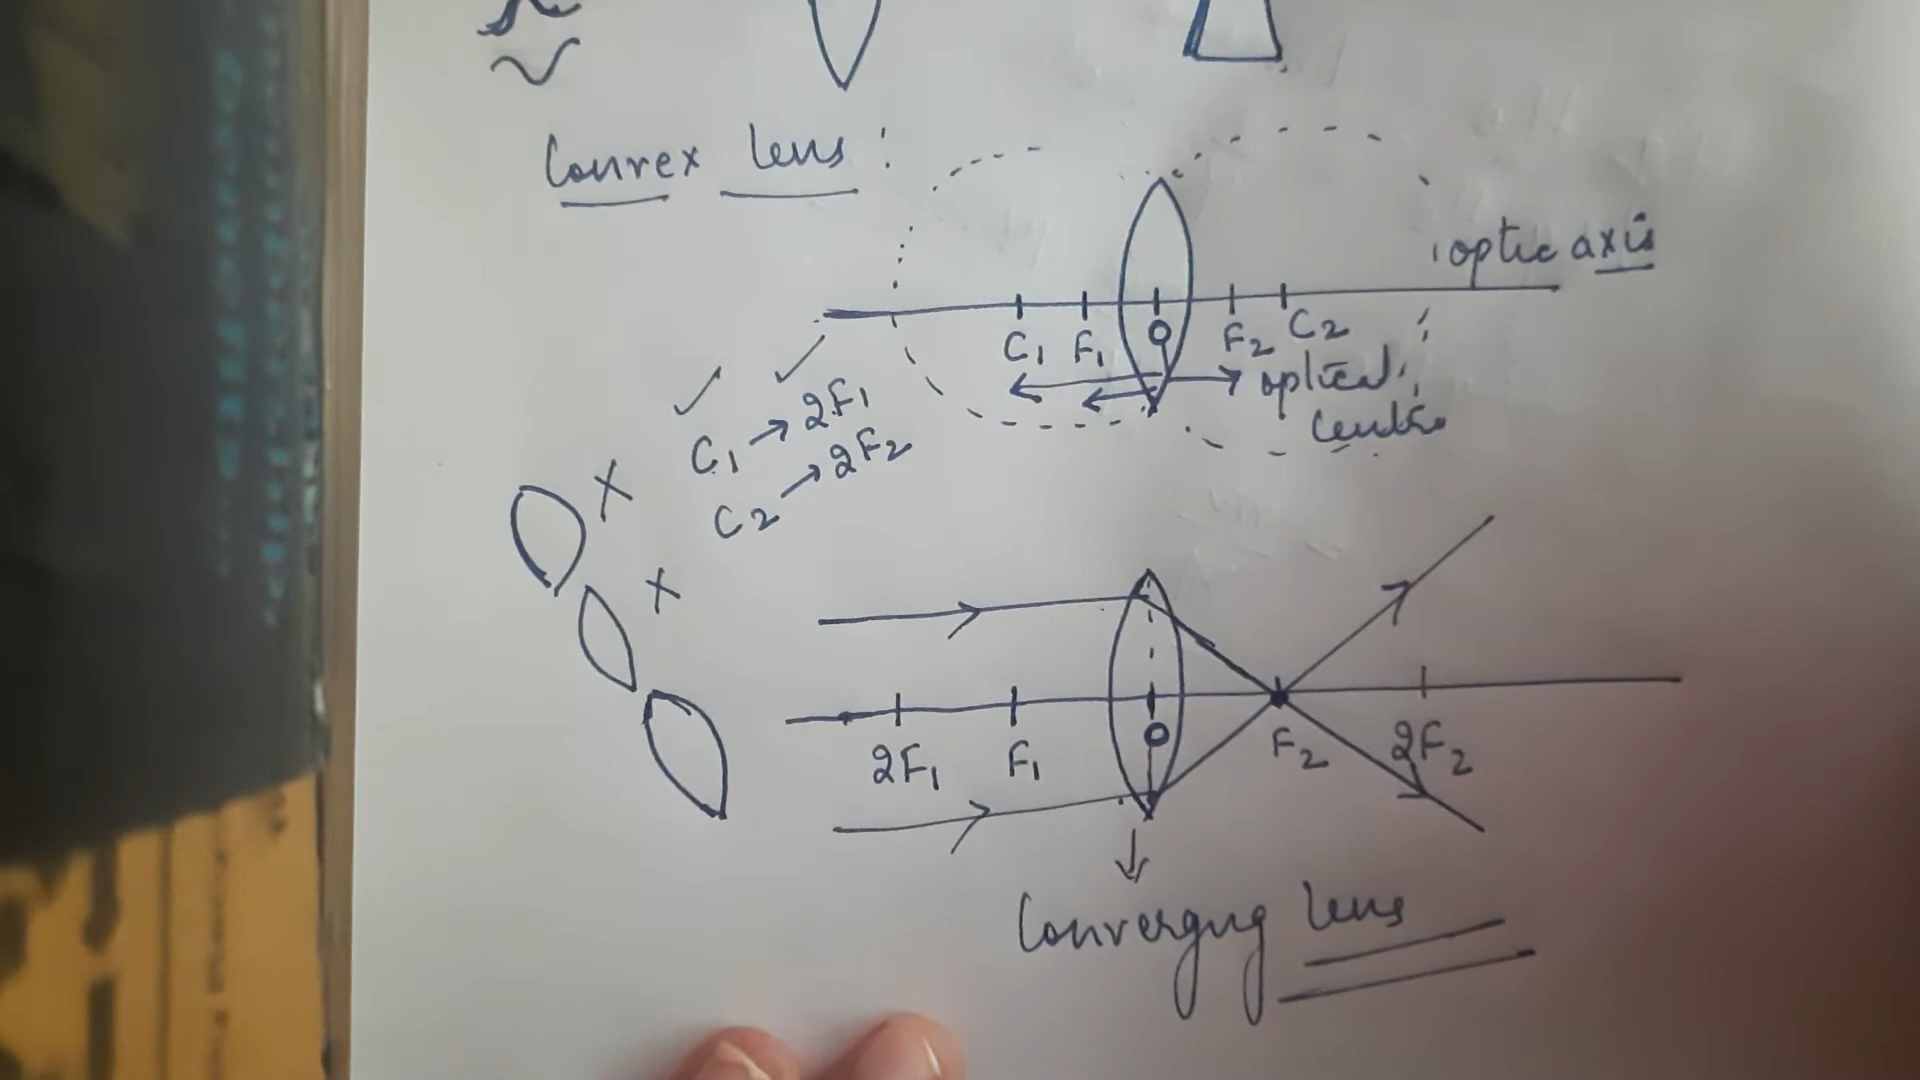 Convex lens :
optic axis
C1 F1 O F2 C2
optical
centre
C1 → 2F1
C2 → 2F2
X
X
2F1 F1 O F2 2F2
Convergng lens